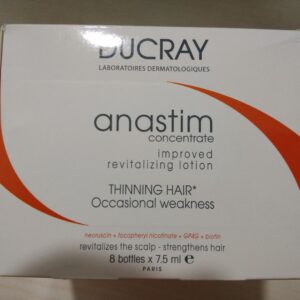 DUCRAY
LABORATOIRES DERMATOLOGIQUES
anastim
concentrate
improved
revitalizing lotion
THINNING HAIR*
Occasional weakness
neoruscin + tocopheryl nicotinate + GP4G + biotin
revitalizes the scalp - strengthens hair
8 bottles x 7.5 ml ℮
PARIS